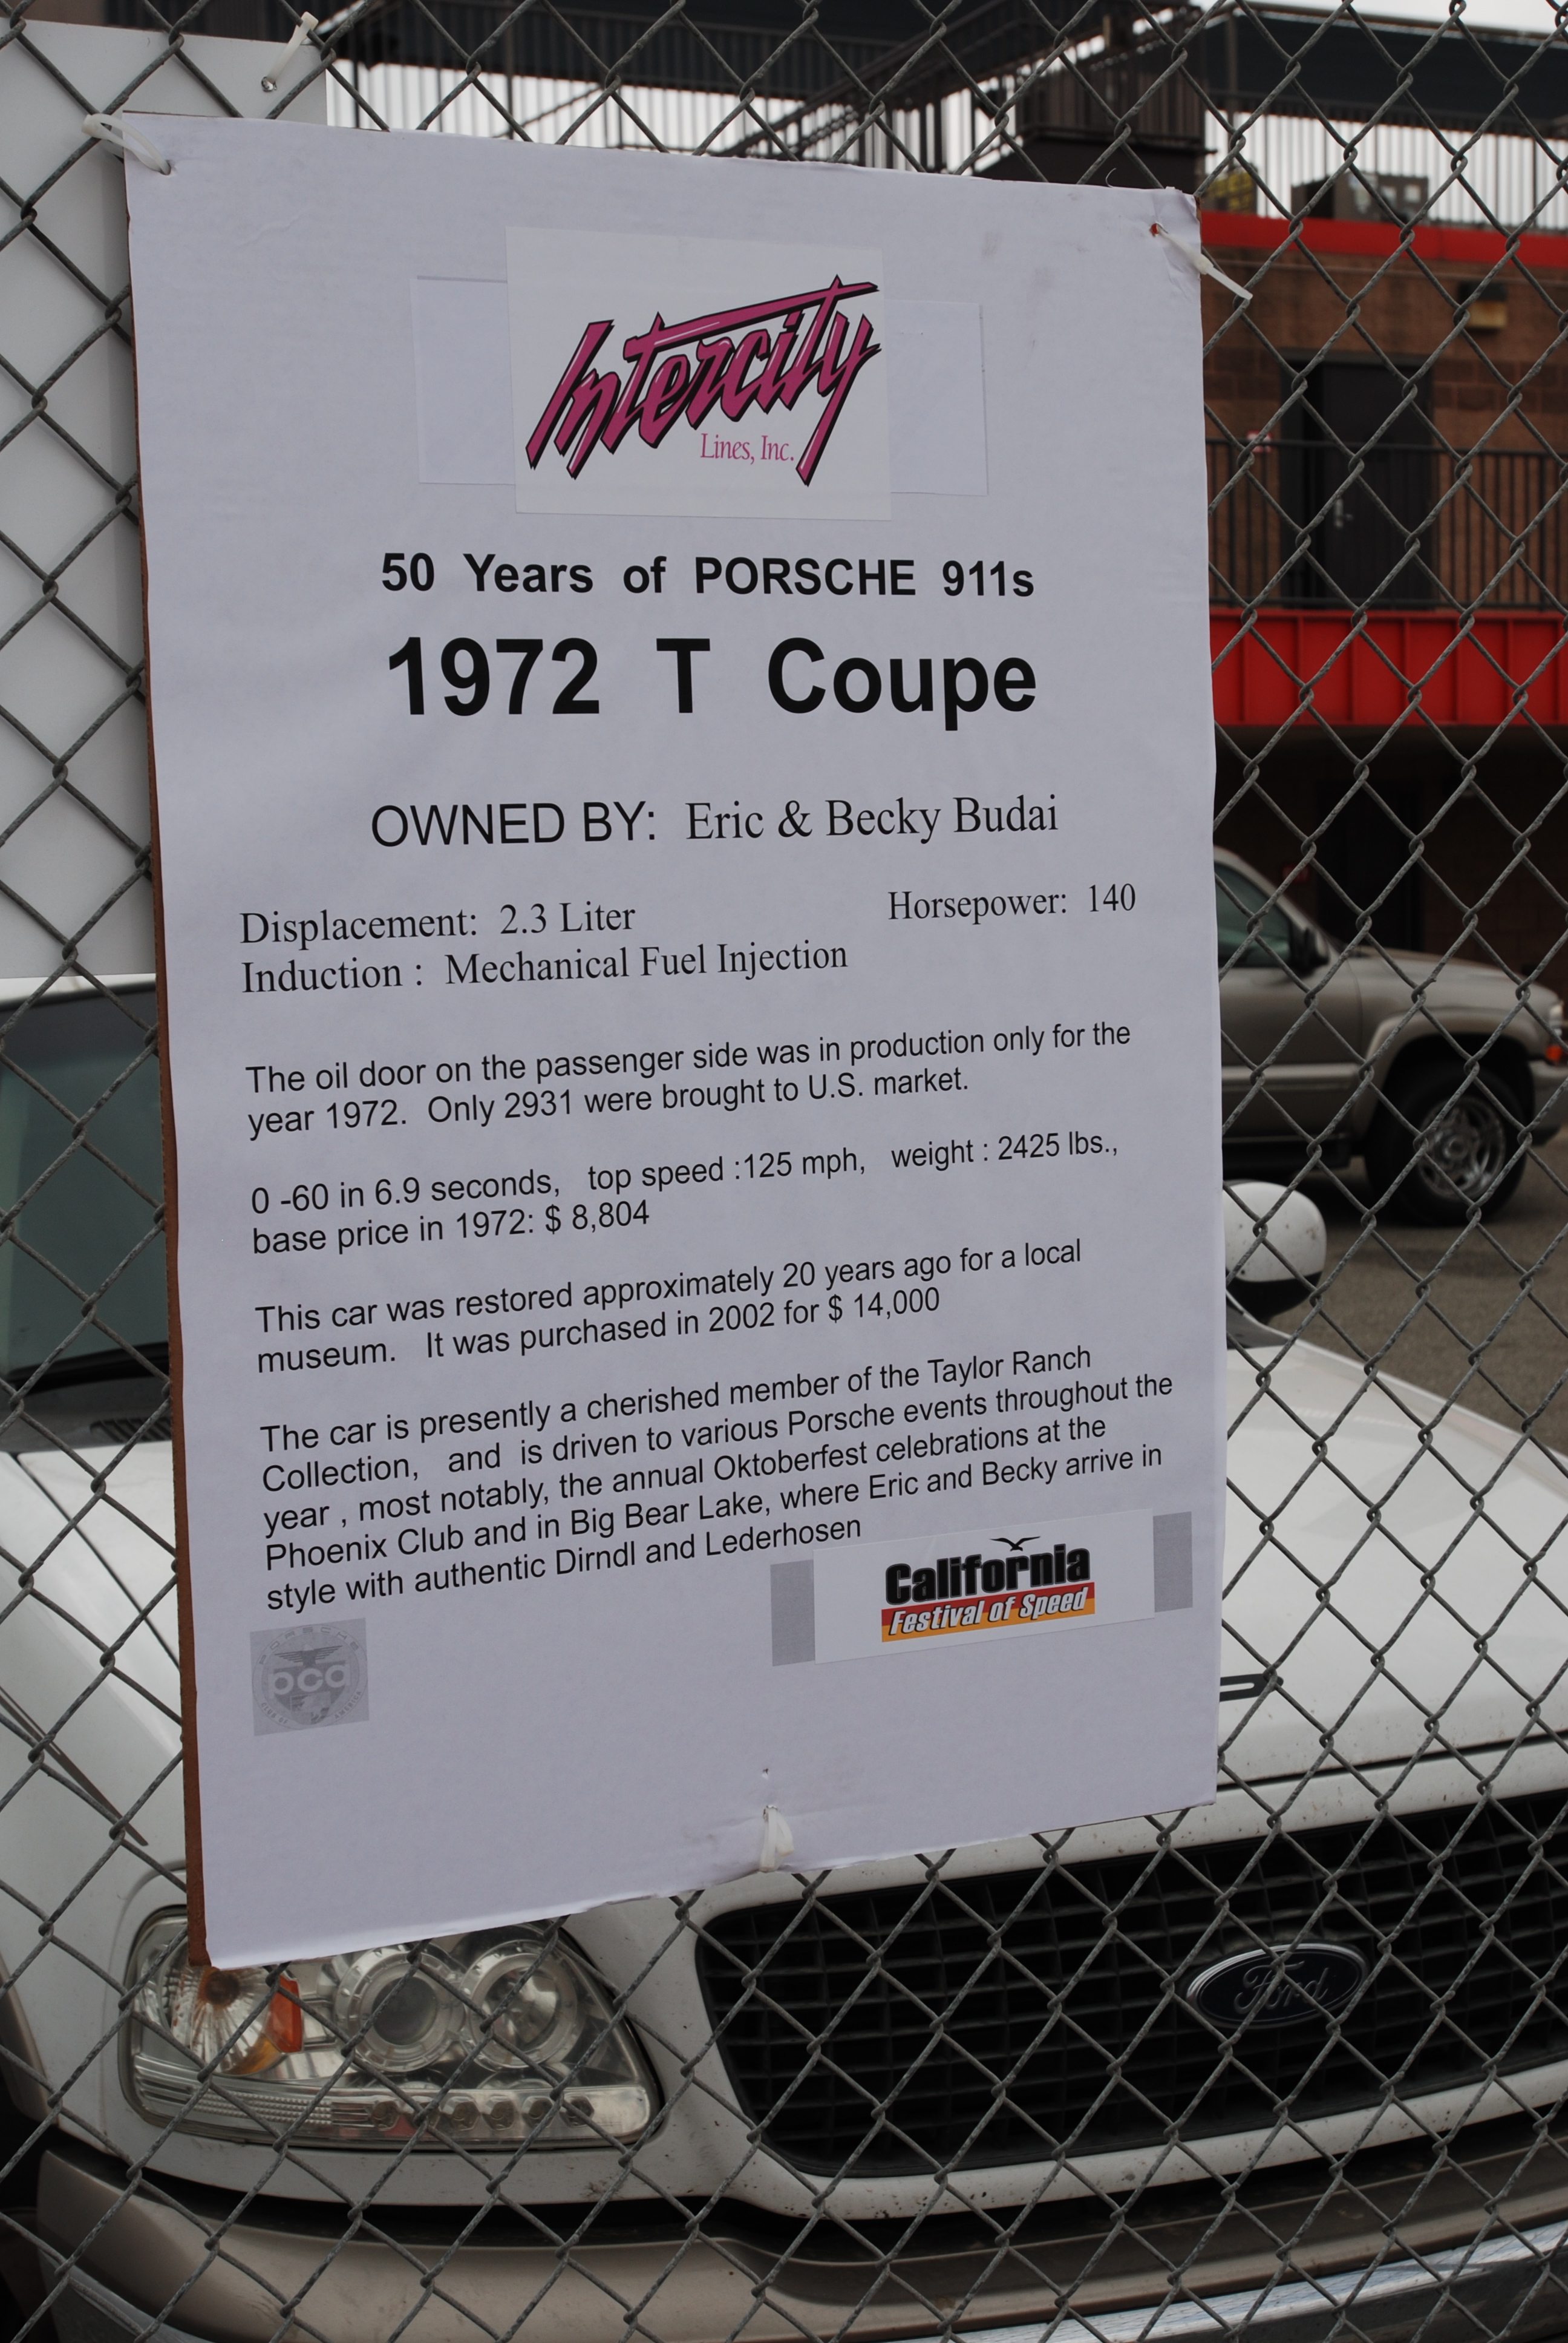 Intercity
Lines, Inc.
50 Years of PORSCHE 911s
1972 T Coupe
OWNED BY: Eric & Becky Budai
Displacement: 2.3 Liter Horsepower: 140
Induction : Mechanical Fuel Injection
The oil door on the passenger side was in production only for the
year 1972. Only 2931 were brought to U.S. market.
0 -60 in 6.9 seconds, top speed :125 mph, weight : 2425 lbs.,
base price in 1972: $ 8,804
This car was restored approximately 20 years ago for a local
museum. It was purchased in 2002 for $ 14,000
The car is presently a cherished member of the Taylor Ranch
Collection, and is driven to various Porsche events throughout the
year , most notably, the annual Oktoberfest celebrations at the
Phoenix Club and in Big Bear Lake, where Eric and Becky arrive in
style with authentic Dirndl and Lederhosen
California
Festival of Speed
PORSCHE
pca
CLUB OF AMERICA
Ford